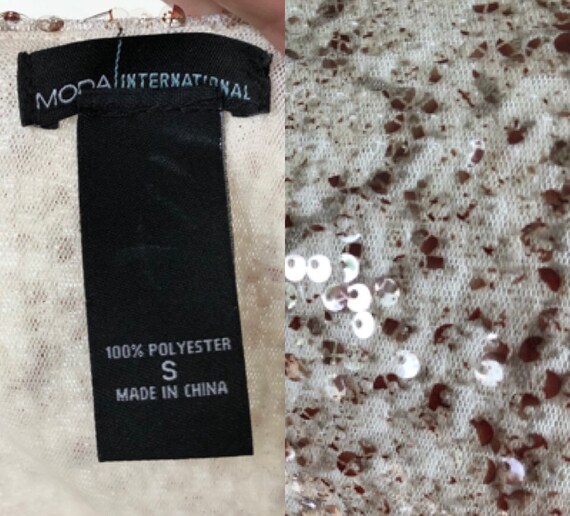 MODA INTERNATIONAL
100% POLYESTER
S
MADE IN CHINA